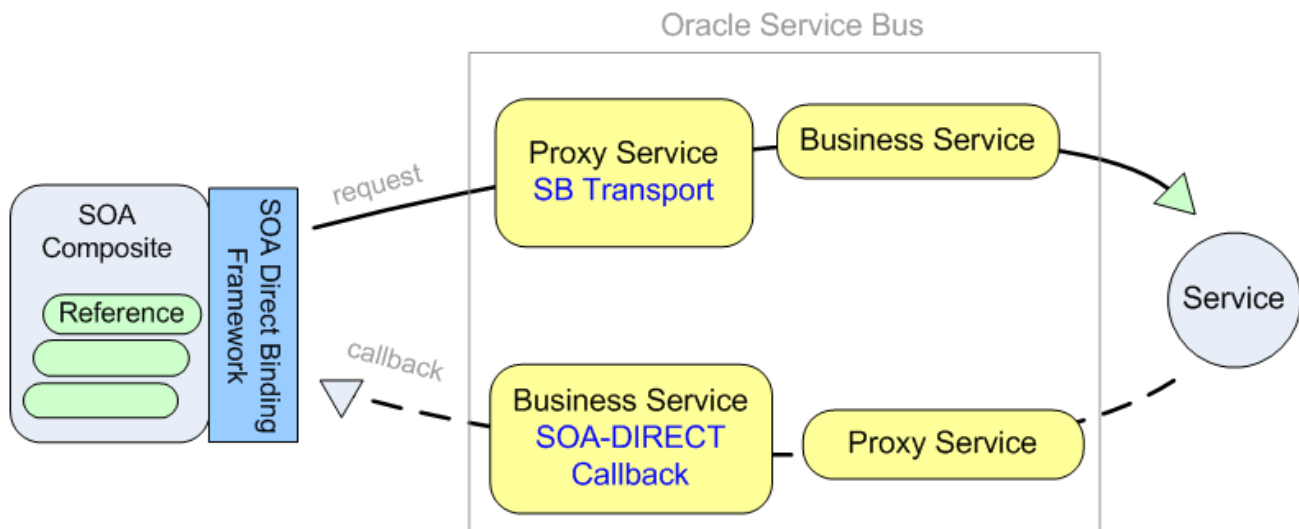 Oracle Service Bus
Proxy Service
SB Transport
Business Service
request
SOA
Composite
SOA Direct Binding
Framework
Reference
Service
callback
Business Service
SOA-DIRECT
Callback
Proxy Service